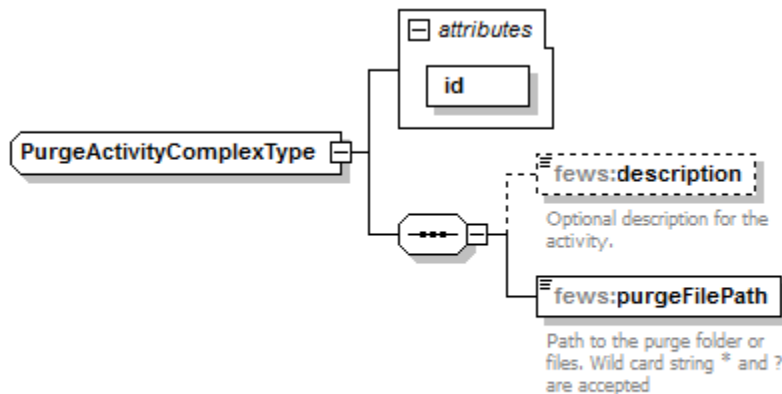 attributes
id
PurgeActivityComplexType
fews:description
Optional description for the
activity.
fews:purgeFilePath
Path to the purge folder or
files. Wild card string * and ?
are accepted